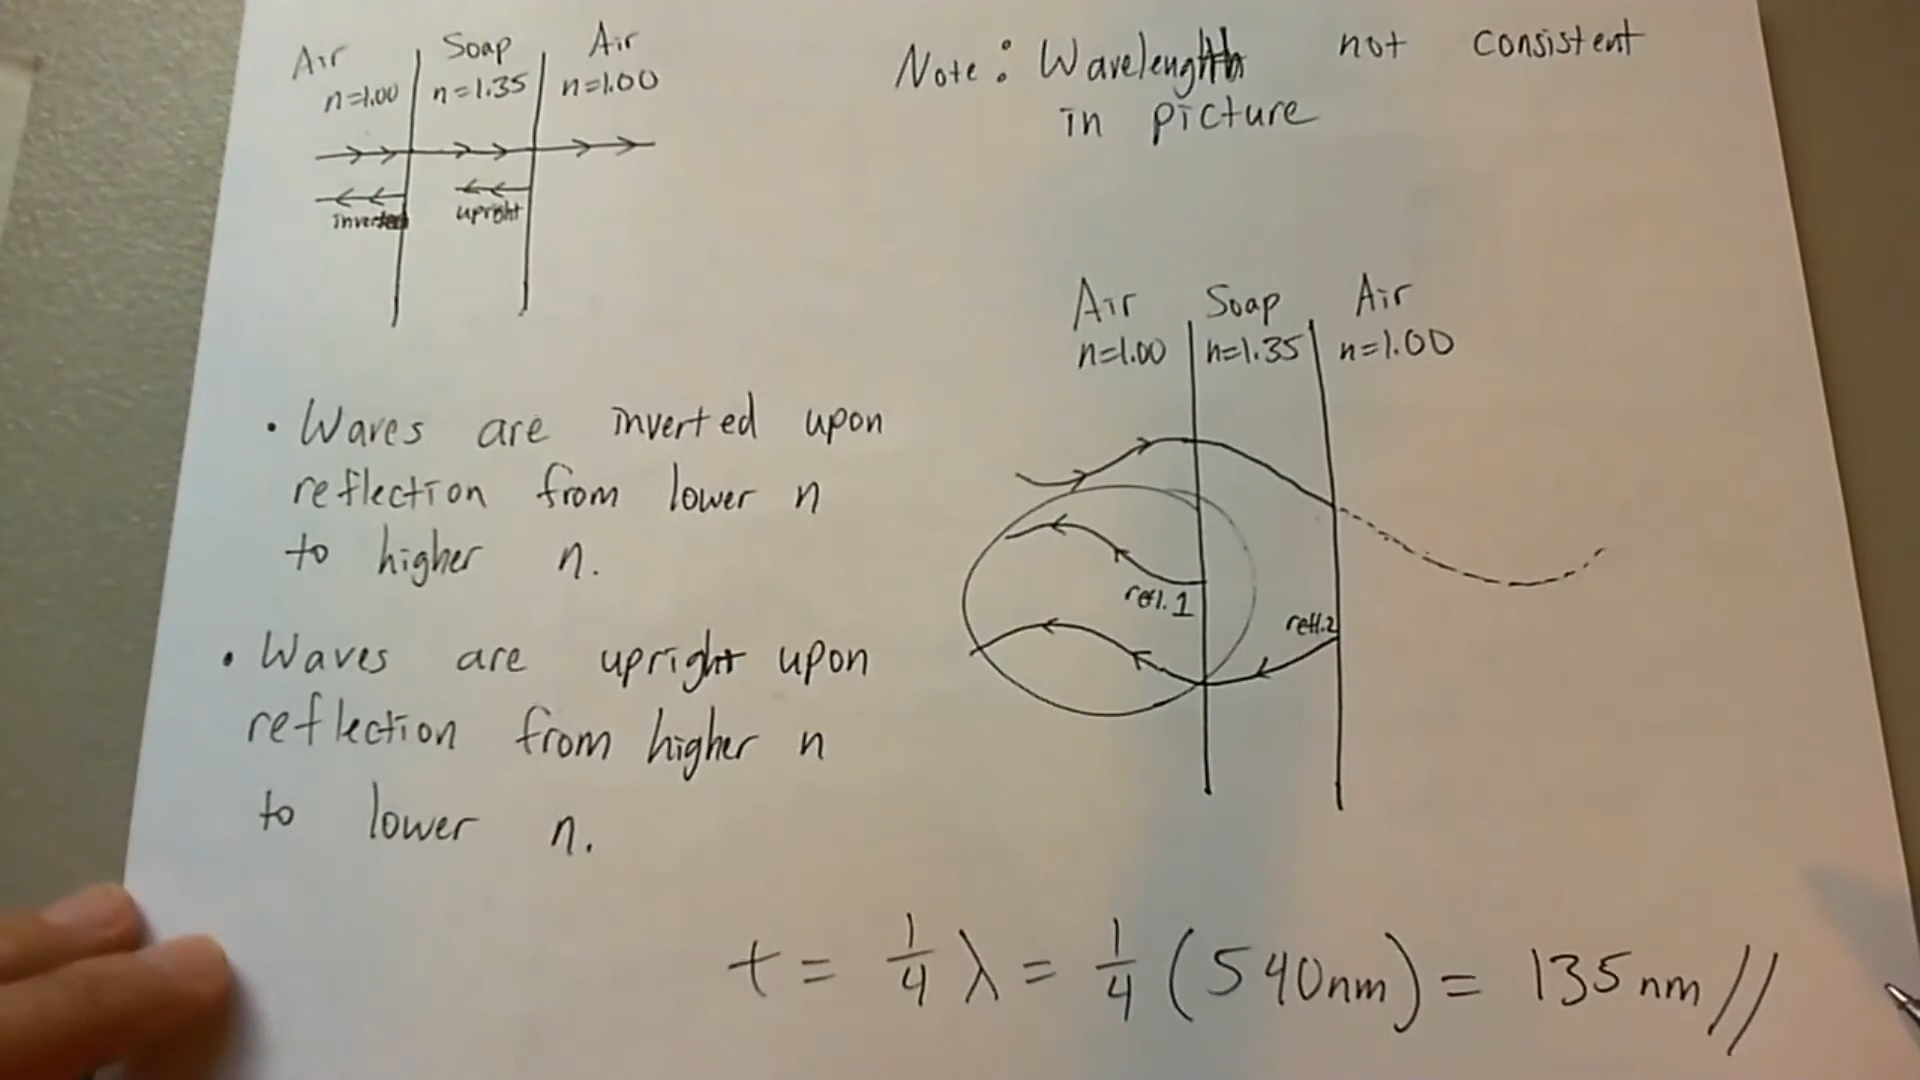 Air Soap Air
n=1.00 n=1.35 n=1.00
inverted upright
Note: Wavelength not consistent
in picture
Air Soap Air
n=1.00 n=1.35 n=1.00
refl.1
refl.2
• Waves are inverted upon
reflection from lower n
to higher n.
• Waves are upright upon
reflection from higher n
to lower n.
t = 1/4 λ = 1/4 (540nm) = 135nm //